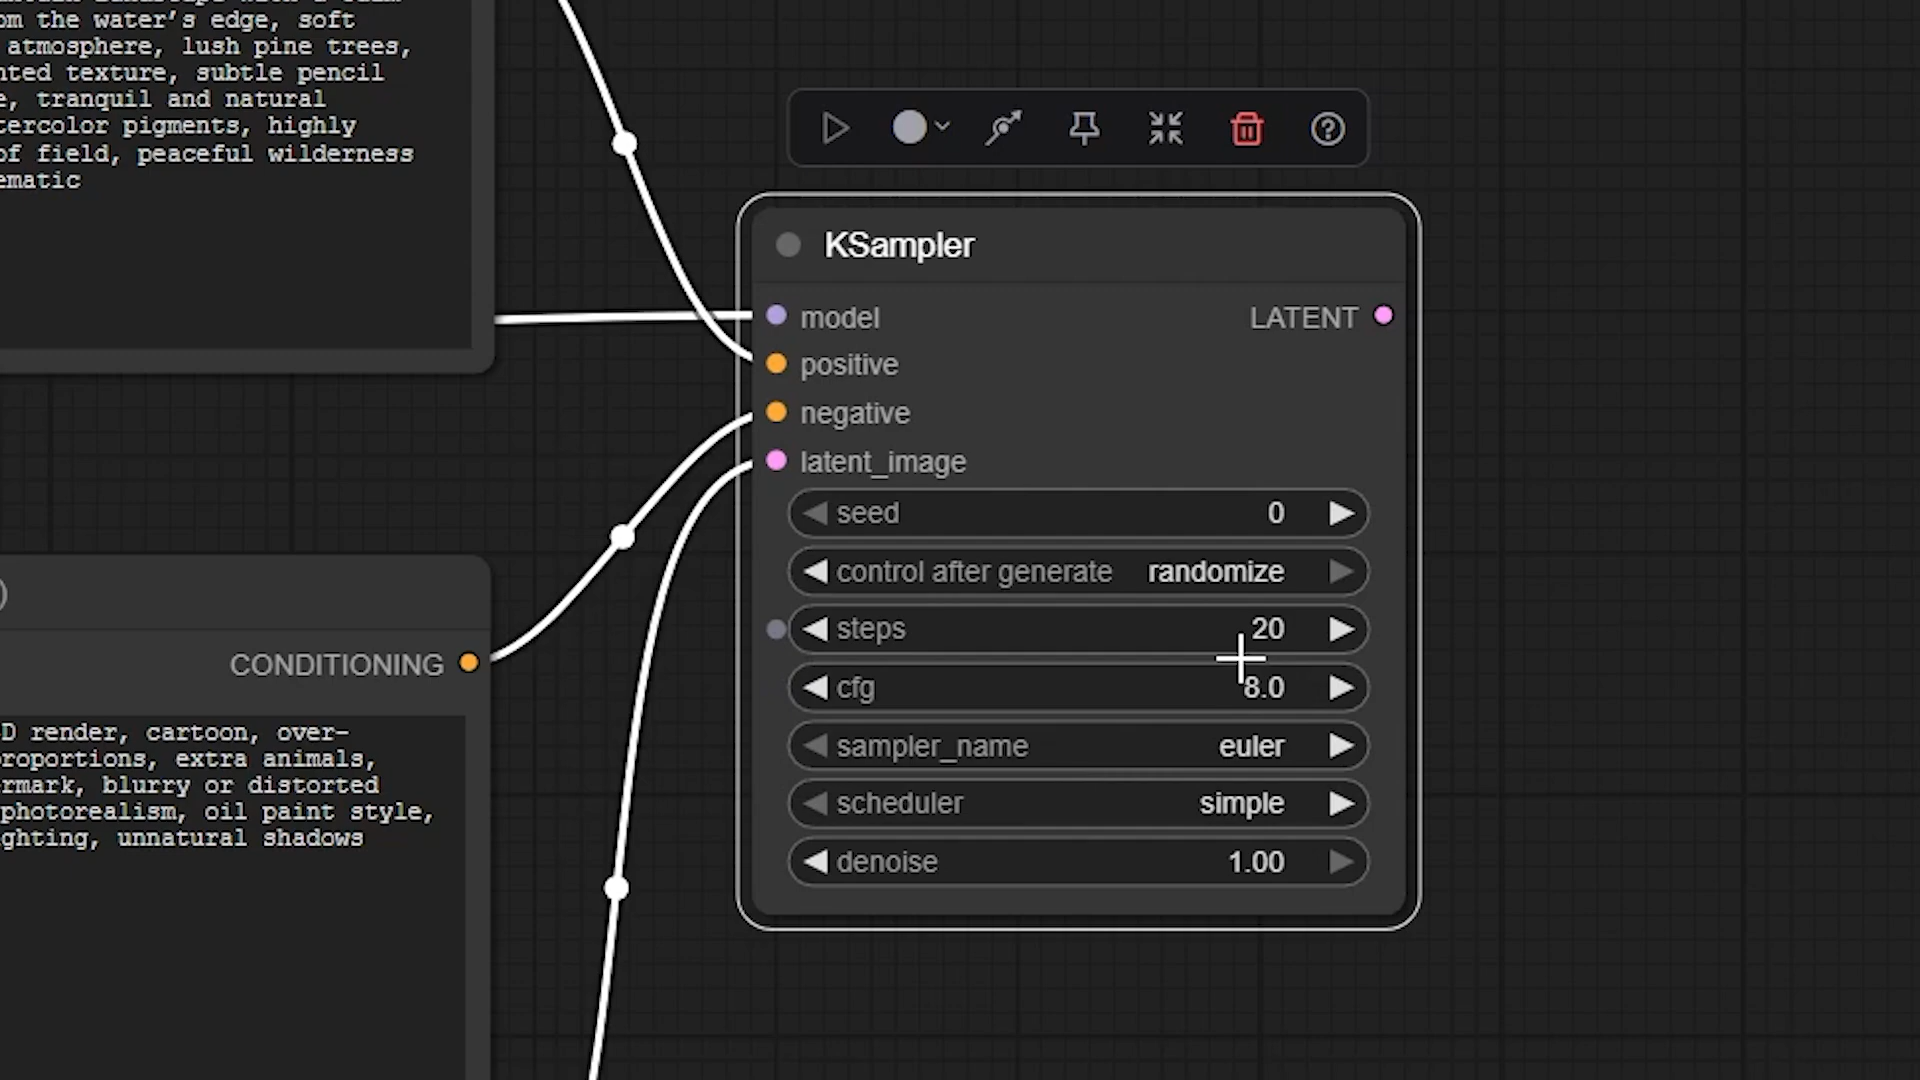 om the water's edge, soft
atmosphere, lush pine trees,
nted texture, subtle pencil
e, tranquil and natural
tercolor pigments, highly
of field, peaceful wilderness
ematic
KSampler
model
LATENT
positive
negative
latent_image
seed 0
control after generate randomize
steps 20
cfg 8.0
sampler_name euler
scheduler simple
denoise 1.00
)
CONDITIONING
D render, cartoon, over-
roportions, extra animals,
rmark, blurry or distorted
photorealism, oil paint style,
ghting, unnatural shadows